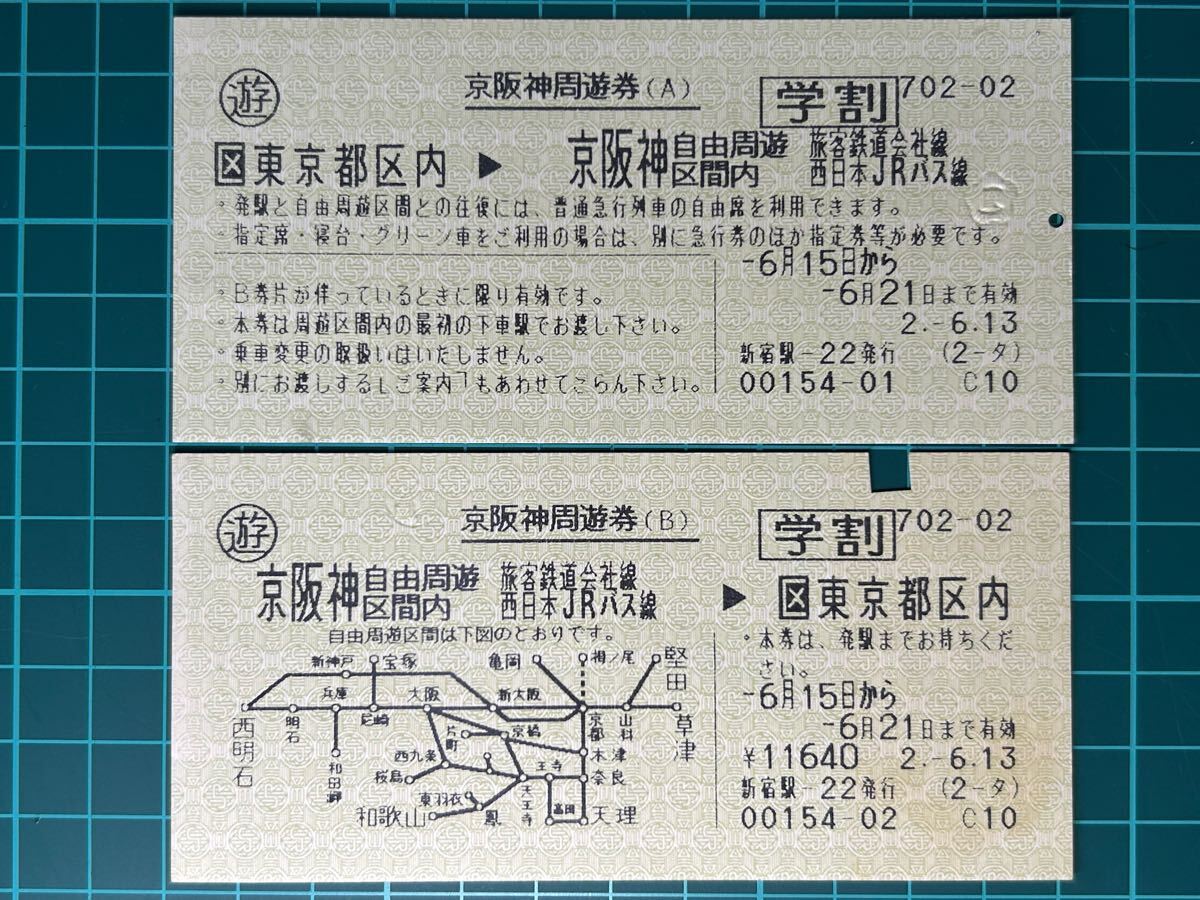 遊
京阪神周遊券(A)
学割
702-02
区東京都区内 ▶ 京阪神自由周遊区間内 旅客鉄道会社線 西日本JRバス線
・発駅と自由周遊区間との往復には、普通急行列車の自由席を利用できます。
・指定席・寝台・グリーン車をご利用の場合は、別に急行券のほか指定券等が必要です。
-6月15日から
-6月21日まで有効
・B券片が伴っているときに限り有効です。
・本券は周遊区間内の最初の下車駅でお渡し下さい。
・乗車変更の取扱いはいたしません。
・別にお渡しする「ご案内」もあわせてごらん下さい。
2.-6.13
新宿駅-22発行 (2-タ)
00154-01 C10
遊
京阪神周遊券(B)
学割
702-02
京阪神自由周遊区間内 旅客鉄道会社線 西日本JRバス線 ▶ 区東京都区内
自由周遊区間は下図のとおりです。
新神戸
宝塚
亀岡
栂ノ尾
堅田
兵庫
大阪
新大阪
西明石
明石
尼崎
京都
山科
草津
和田岬
片町
京橋
木津
西九条
桜島
王寺
奈良
東羽衣
天王寺
高田
和歌山
鳳
天理
・本券は、発駅までお持ちくだ
さい。
-6月15日から
-6月21日まで有効
¥11640 2.-6.13
新宿駅-22発行 (2-タ)
00154-02 C10